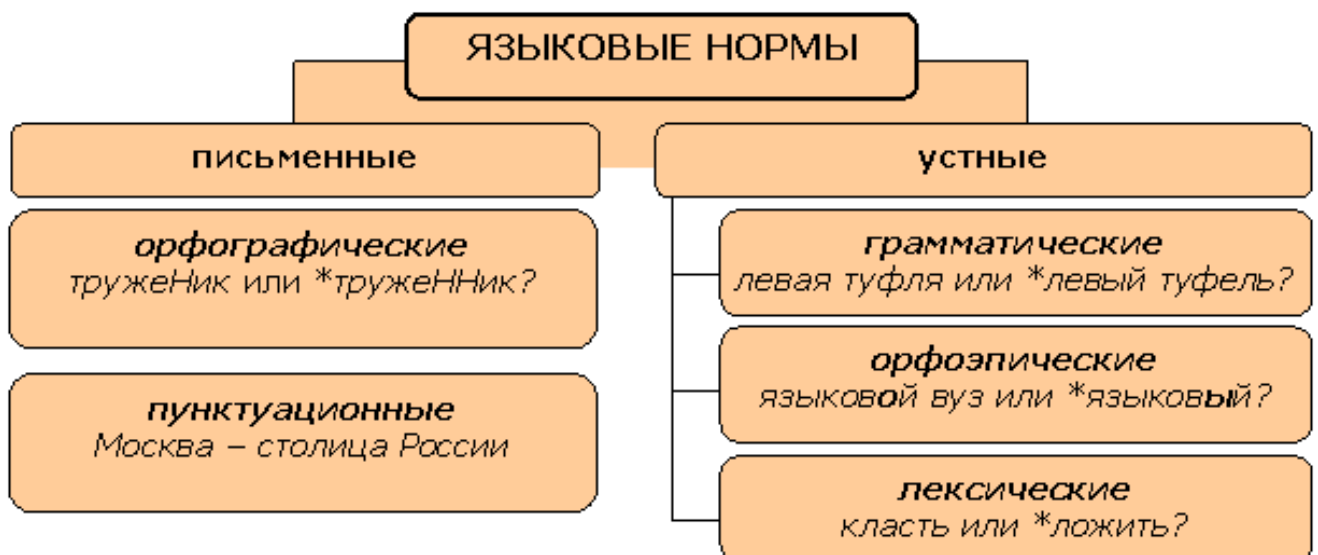 ЯЗЫКОВЫЕ НОРМЫ
письменные
орфографические
тружеНик или *тружеННик?
пунктуационные
Москва – столица России
устные
грамматические
левая туфля или *левый туфель?
орфоэпические
языковой вуз или *языковый?
лексические
класть или *ложить?